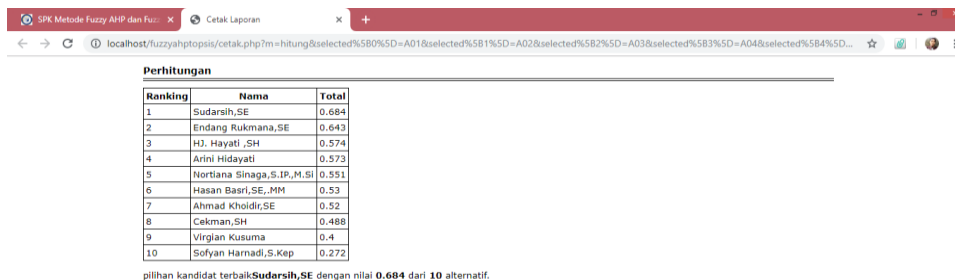 SPK Metode Fuzzy AHP dan Fuzz
Cetak Laporan
localhost/fuzzyahptopsis/cetak.php?m=hitung&selected%5B0%5D=A01&selected%5B1%5D=A02&selected%5B2%5D=A03&selected%5B3%5D=A04&selected%5B4%5D...
Perhitungan
Ranking Nama Total
1 Sudarsih,SE 0.684
2 Endang Rukmana,SE 0.643
3 HJ. Hayati ,SH 0.574
4 Arini Hidayati 0.573
5 Nortiana Sinaga,S.IP.,M.Si 0.551
6 Hasan Basri,SE,.MM 0.53
7 Ahmad Khoidir,SE 0.52
8 Cekman,SH 0.488
9 Virgian Kusuma 0.4
10 Sofyan Harnadi,S.Kep 0.272
pilihan kandidat terbaikSudarsih,SE dengan nilai 0.684 dari 10 alternatif.